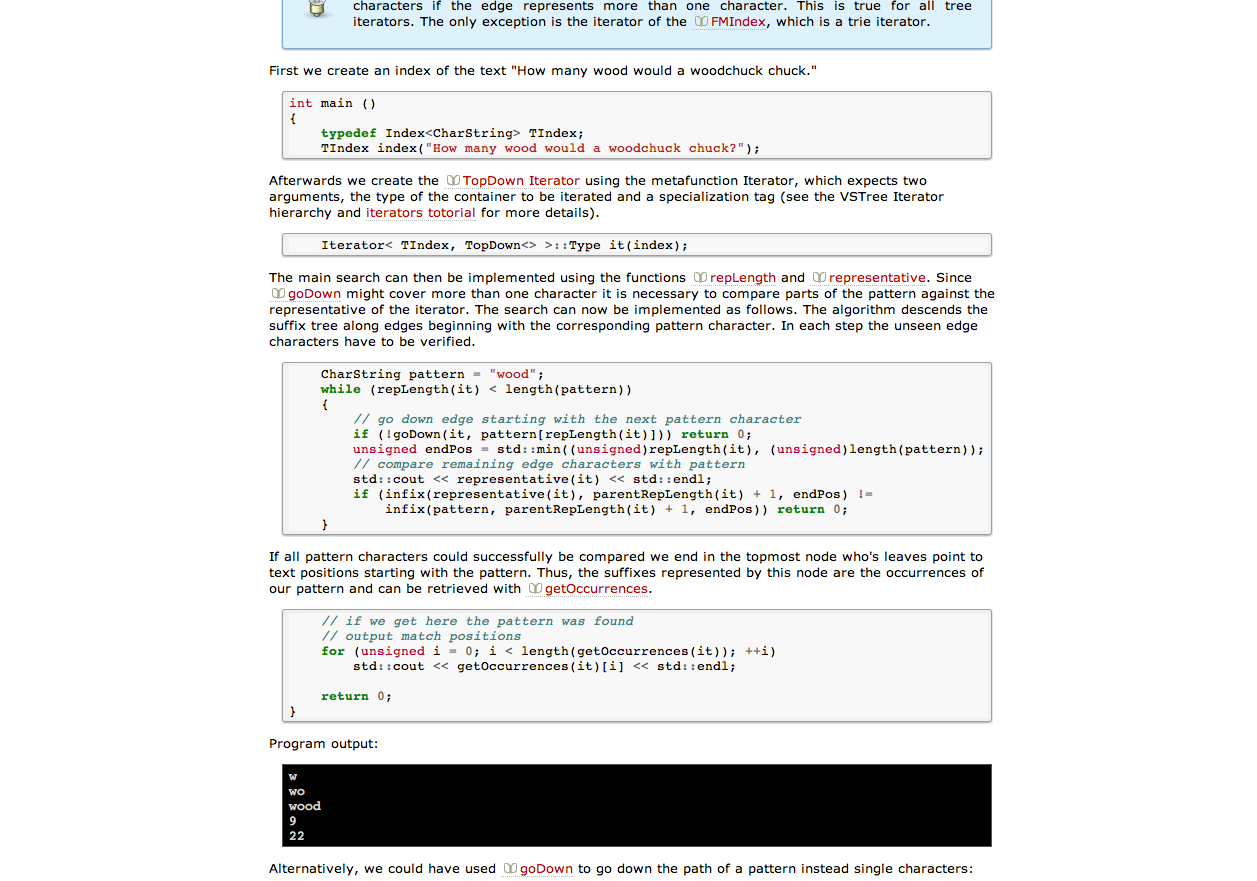 characters if the edge represents more than one character. This is true for all tree
iterators. The only exception is the iterator of the FMIndex, which is a trie iterator.
First we create an index of the text "How many wood would a woodchuck chuck."
int main ()
{
    typedef Index<CharString> TIndex;
    TIndex index("How many wood would a woodchuck chuck?");
Afterwards we create the TopDown Iterator using the metafunction Iterator, which expects two
arguments, the type of the container to be iterated and a specialization tag (see the VSTree Iterator
hierarchy and iterators totorial for more details).
    Iterator< TIndex, TopDown<> >::Type it(index);
The main search can then be implemented using the functions repLength and representative. Since
goDown might cover more than one character it is necessary to compare parts of the pattern against the
representative of the iterator. The search can now be implemented as follows. The algorithm descends the
suffix tree along edges beginning with the corresponding pattern character. In each step the unseen edge
characters have to be verified.
    CharString pattern = "wood";
    while (repLength(it) < length(pattern))
    {
        // go down edge starting with the next pattern character
        if (!goDown(it, pattern[repLength(it)])) return 0;
        unsigned endPos = std::min((unsigned)repLength(it), (unsigned)length(pattern));
        // compare remaining edge characters with pattern
        std::cout << representative(it) << std::endl;
        if (infix(representative(it), parentRepLength(it) + 1, endPos) !=
            infix(pattern, parentRepLength(it) + 1, endPos)) return 0;
    }
If all pattern characters could successfully be compared we end in the topmost node who's leaves point to
text positions starting with the pattern. Thus, the suffixes represented by this node are the occurrences of
our pattern and can be retrieved with getOccurrences.
    // if we get here the pattern was found
    // output match positions
    for (unsigned i = 0; i < length(getOccurrences(it)); ++i)
        std::cout << getOccurrences(it)[i] << std::endl;
    return 0;
}
Program output:
w
wo
wood
9
22
Alternatively, we could have used goDown to go down the path of a pattern instead single characters: